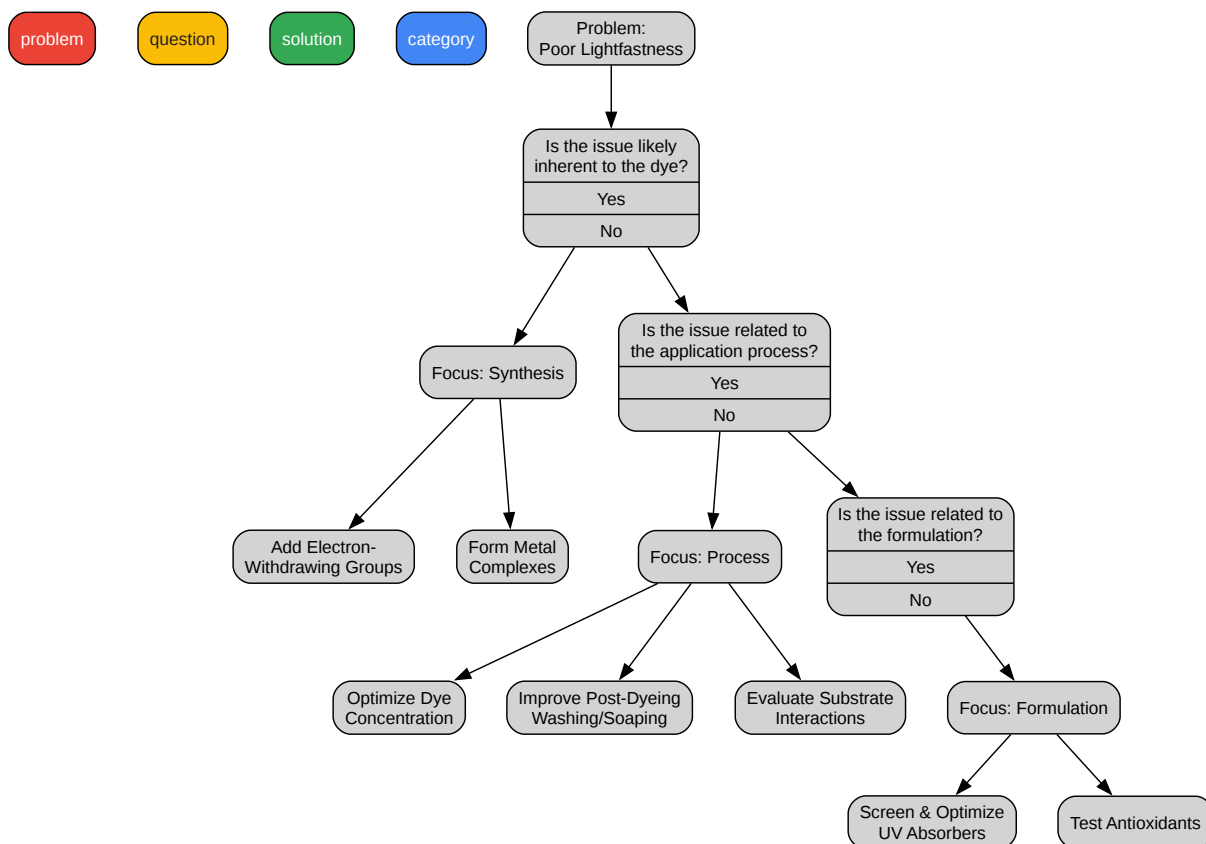 problem
question
solution
category
Problem:
Poor Lightfastness
Is the issue likely
inherent to the dye?
Yes
No
Is the issue related to
the application process?
Yes
No
Focus: Synthesis
Add Electron-
Withdrawing Groups
Form Metal
Complexes
Focus: Process
Is the issue related to
the formulation?
Yes
No
Optimize Dye
Concentration
Improve Post-Dyeing
Washing/Soaping
Evaluate Substrate
Interactions
Focus: Formulation
Screen & Optimize
UV Absorbers
Test Antioxidants